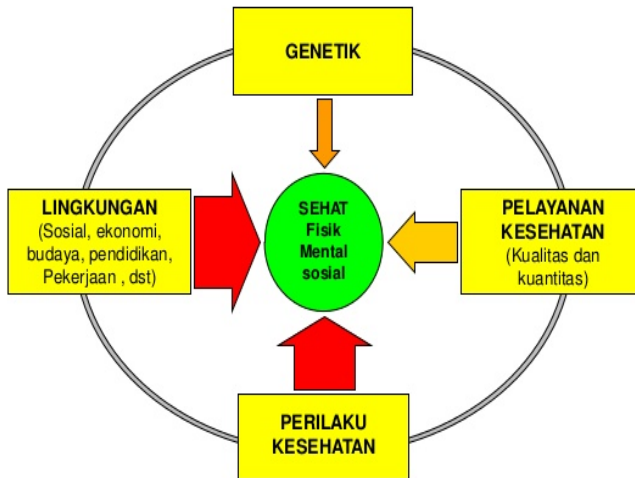 GENETIK
LINGKUNGAN
(Sosial, ekonomi,
budaya, pendidikan,
Pekerjaan , dst)
SEHAT
Fisik
Mental
sosial
PELAYANAN
KESEHATAN
(Kualitas dan
kuantitas)
PERILAKU
KESEHATAN